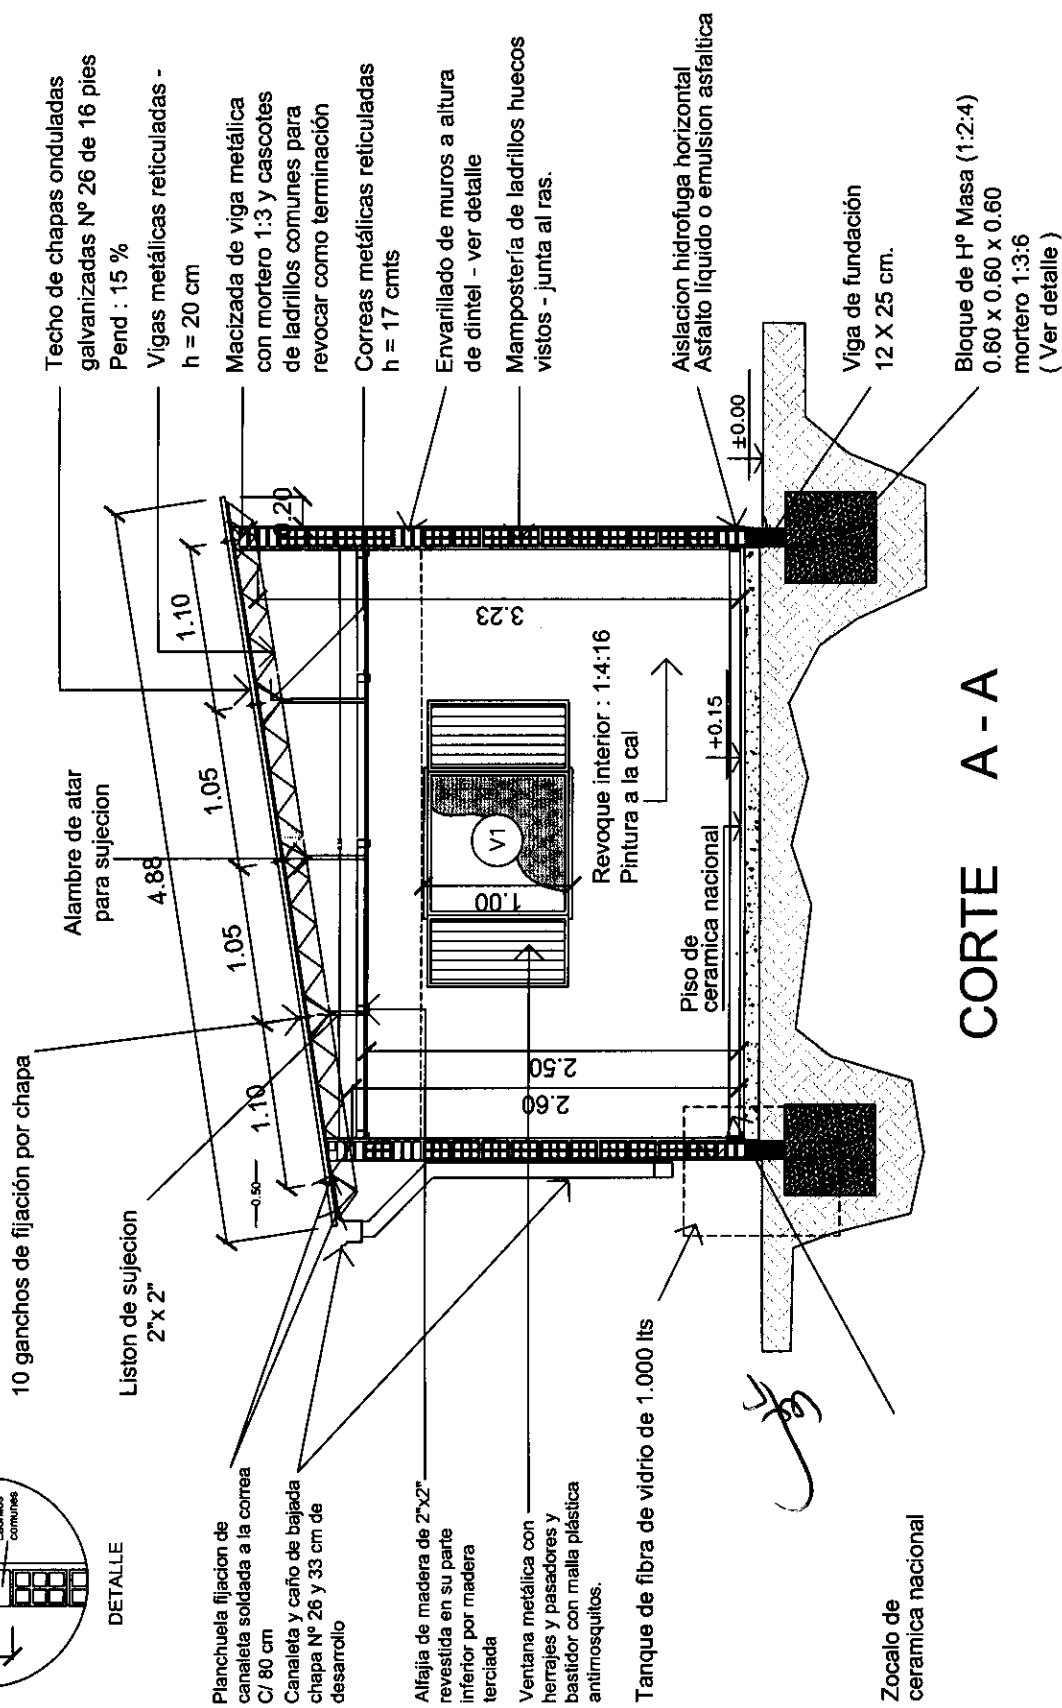 Techo de chapas onduladas
galvanizadas Nº 26 de 16 pies
Pend : 15 %
Vigas metálicas reticuladas -
h = 20 cm
Macizada de viga metálica
con mortero 1:3 y cascotes
de ladrillos comunes para
revocar como terminación
Correas metálicas reticuladas
h = 17 cmts
Envarillado de muros a altura
de dintel - ver detalle
Mampostería de ladrillos huecos
vistos - junta al ras.
Aislacion hidrofuga horizontal
Asfalto líquido o emulsion asfaltica
Viga de fundación
12 X 25 cm.
Bloque de Hº Masa (1:2:4)
0.60 x 0.60 x 0.60
mortero 1:3:6
( Ver detalle )
±0.00
0.20
Alambre de atar
para sujecion
4.88
1.10
1.05
1.05
1.10
0.50
3.23
V1
1.00
Revoque interior : 1:4:16
Pintura a la cal
+0.15
Piso de
ceramica nacional
2.50
2.60
CORTE A - A
10 ganchos de fijación por chapa
Liston de sujecion
2"x 2"
comunes
DETALLE
Planchuela fijacion de
canaleta soldada a la correa
C/ 80 cm
Canaleta y caño de bajada
chapa Nº 26 y 33 cm de
desarrollo
Alfajia de madera de 2"x2"
revestida en su parte
inferior por madera
terciada
Ventana metálica con
herrajes y pasadores y
bastidor con malla plástica
antimosquitos.
Tanque de fibra de vidrio de 1.000 lts
Zocalo de
ceramica nacional